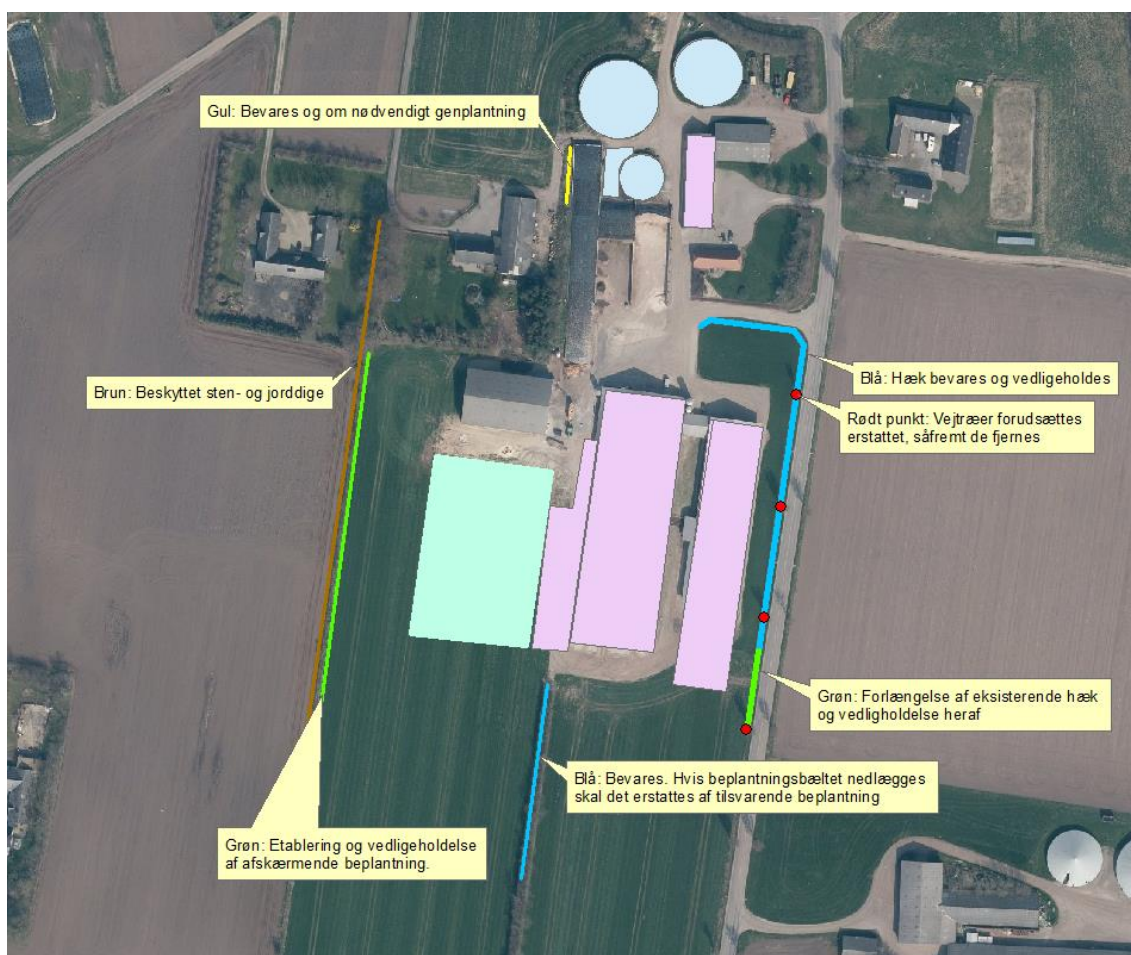 Gul: Bevares og om nødvendigt genplantning
Brun: Beskyttet sten- og jorddige
Blå: Hæk bevares og vedligeholdes
Rødt punkt: Vejtræer forudsættes
erstattet, såfremt de fjernes
Grøn: Forlængelse af eksisterende hæk
og vedligholdelse heraf
Blå: Bevares. Hvis beplantningsbæltet nedlægges
skal det erstattes af tilsvarende beplantning
Grøn: Etablering og vedligeholdelse
af afskærmende beplantning.